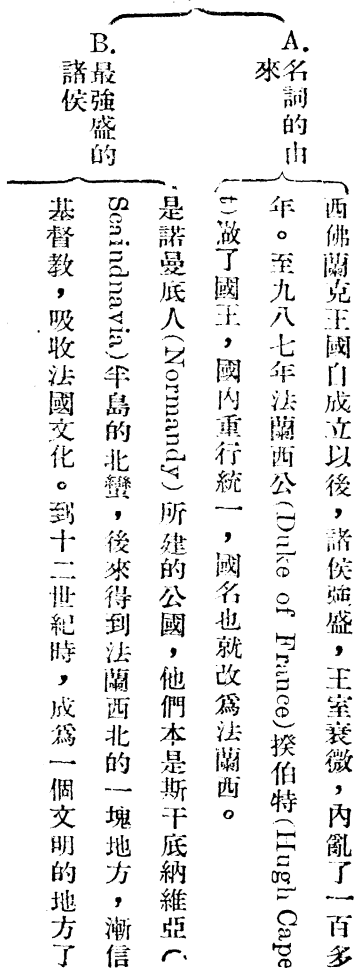 A.名詞的由
來
西佛蘭克王國自成立以後,諸侯強盛,王室衰微,內亂了一百多
年。至九八七年法蘭西公(Duke of France)揆伯特(Hugh Cape
t)做了國王,國內重行統一,國名也就改爲法蘭西。
B.最強盛的
諸侯
是諾曼底人(Normandy)所建的公國,他們本是斯干底納維亞(
Scaindnavia)半島的北蠻,後來得到法蘭西北的一塊地方,漸信
基督教,吸收法國文化。到十二世紀時,成爲一個文明的地方了